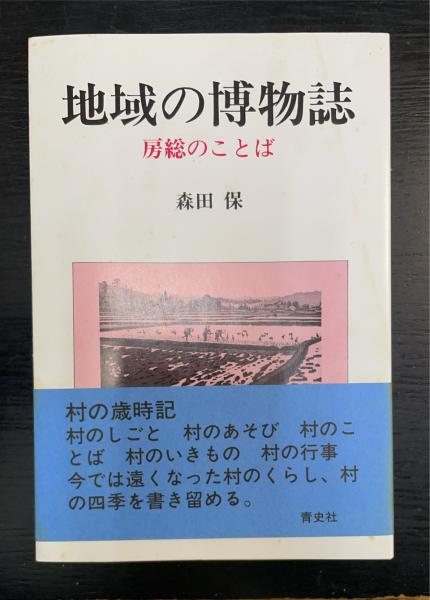 地域の博物誌
房総のことば
森田 保
村の歳時記
村のしごと　村のあそび　村のこ
とば　村のいきもの　村の行事
今では遠くなった村のくらし、村
の四季を書き留める。
青史社